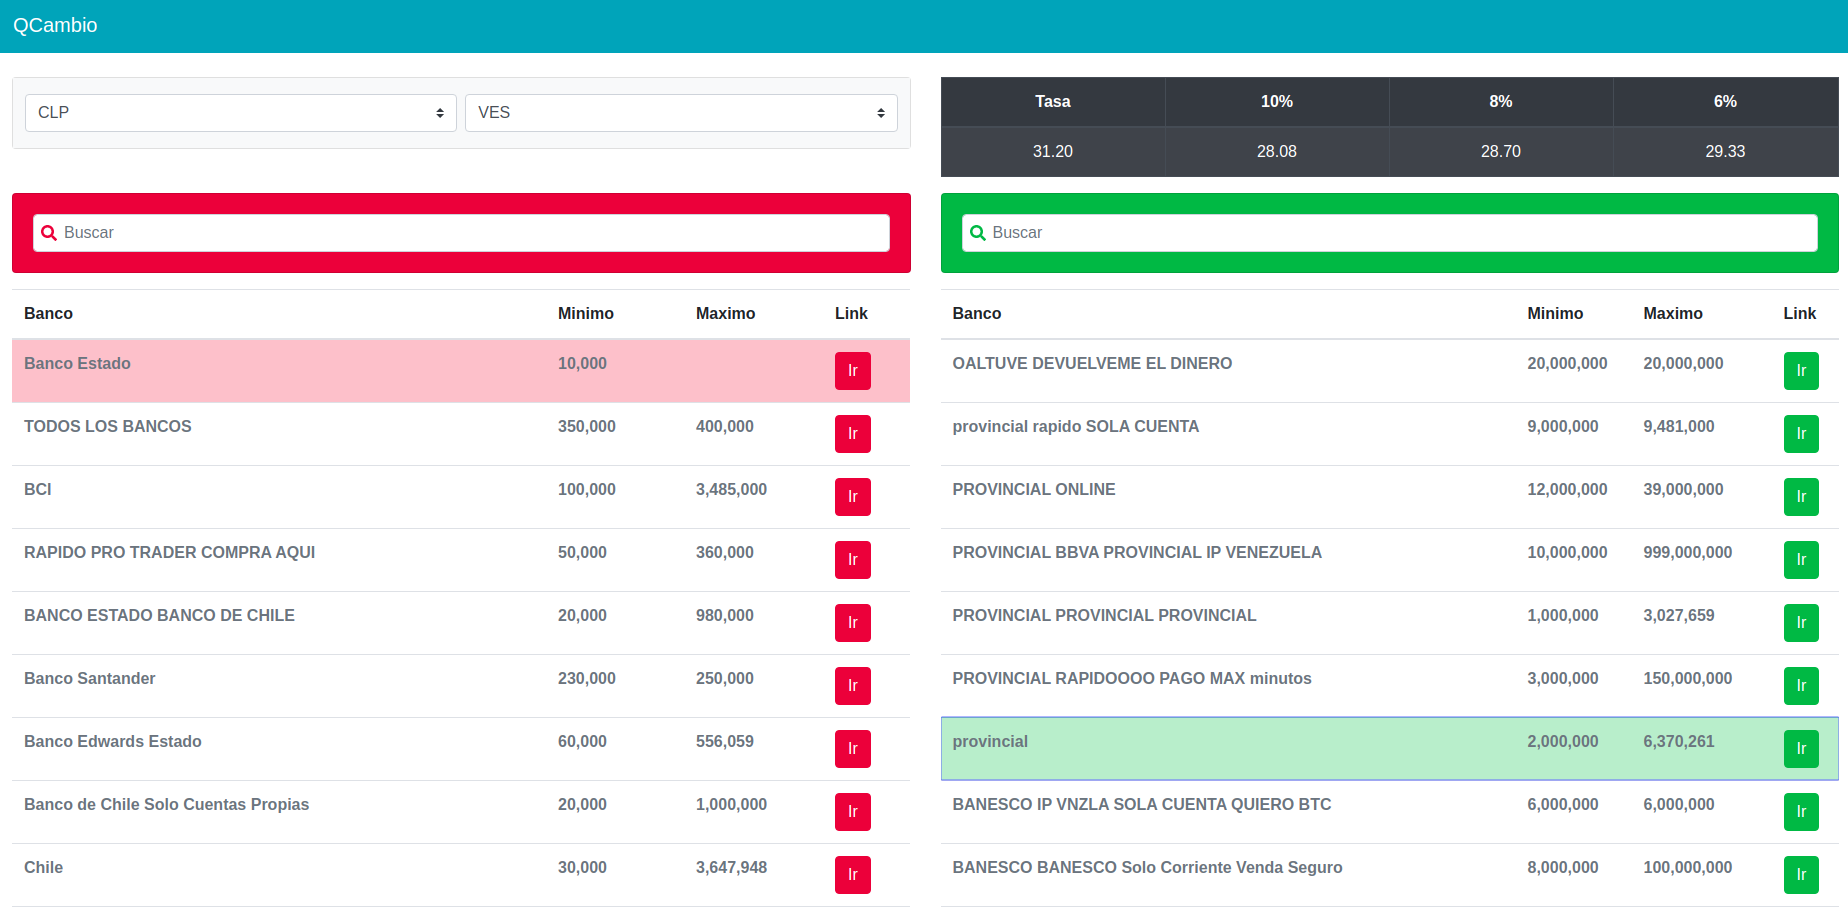 QCambio
CLP VES
Tasa 10% 8% 6%
31.20 28.08 28.70 29.33
Buscar
Banco Minimo Maximo Link
Banco Estado 10,000 Ir
TODOS LOS BANCOS 350,000 400,000 Ir
BCI 100,000 3,485,000 Ir
RAPIDO PRO TRADER COMPRA AQUI 50,000 360,000 Ir
BANCO ESTADO BANCO DE CHILE 20,000 980,000 Ir
Banco Santander 230,000 250,000 Ir
Banco Edwards Estado 60,000 556,059 Ir
Banco de Chile Solo Cuentas Propias 20,000 1,000,000 Ir
Chile 30,000 3,647,948 Ir
Buscar
Banco Minimo Maximo Link
OALTUVE DEVUELVEME EL DINERO 20,000,000 20,000,000 Ir
provincial rapido SOLA CUENTA 9,000,000 9,481,000 Ir
PROVINCIAL ONLINE 12,000,000 39,000,000 Ir
PROVINCIAL BBVA PROVINCIAL IP VENEZUELA 10,000,000 999,000,000 Ir
PROVINCIAL PROVINCIAL PROVINCIAL 1,000,000 3,027,659 Ir
PROVINCIAL RAPIDOOOO PAGO MAX minutos 3,000,000 150,000,000 Ir
provincial 2,000,000 6,370,261 Ir
BANESCO IP VNZLA SOLA CUENTA QUIERO BTC 6,000,000 6,000,000 Ir
BANESCO BANESCO Solo Corriente Venda Seguro 8,000,000 100,000,000 Ir